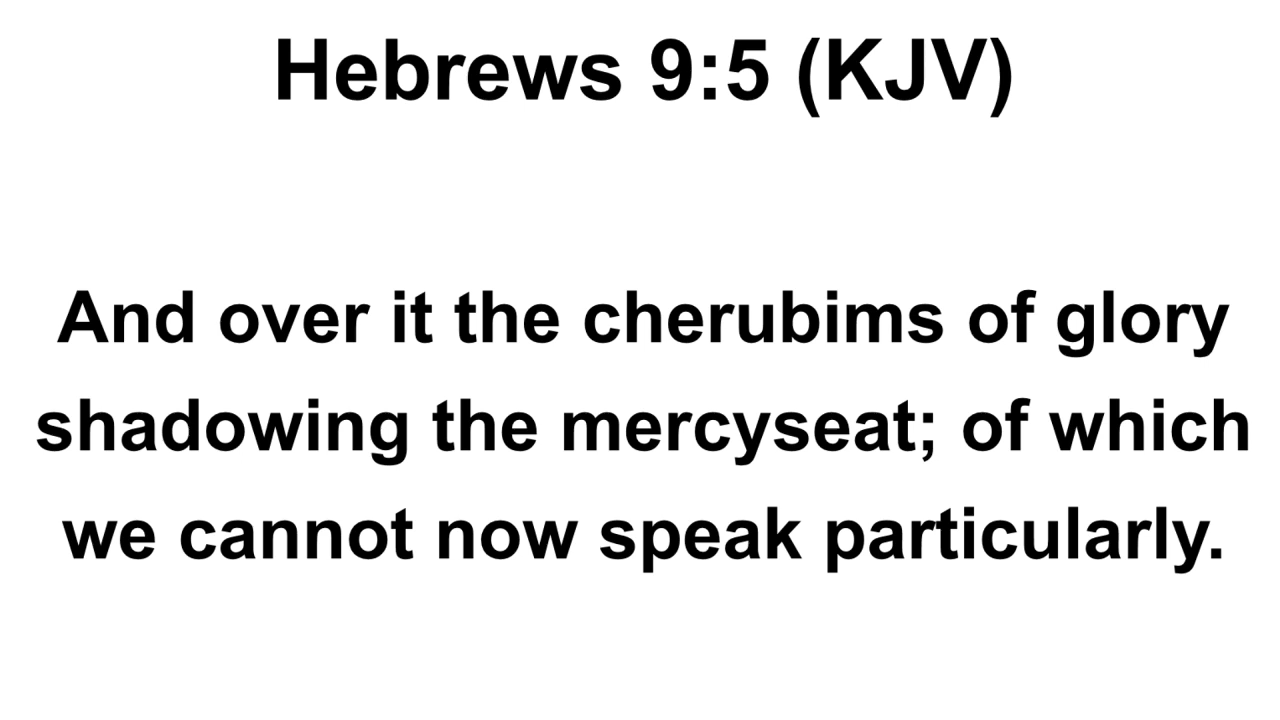 Hebrews 9:5 (KJV)
And over it the cherubims of glory
shadowing the mercyseat; of which
we cannot now speak particularly.